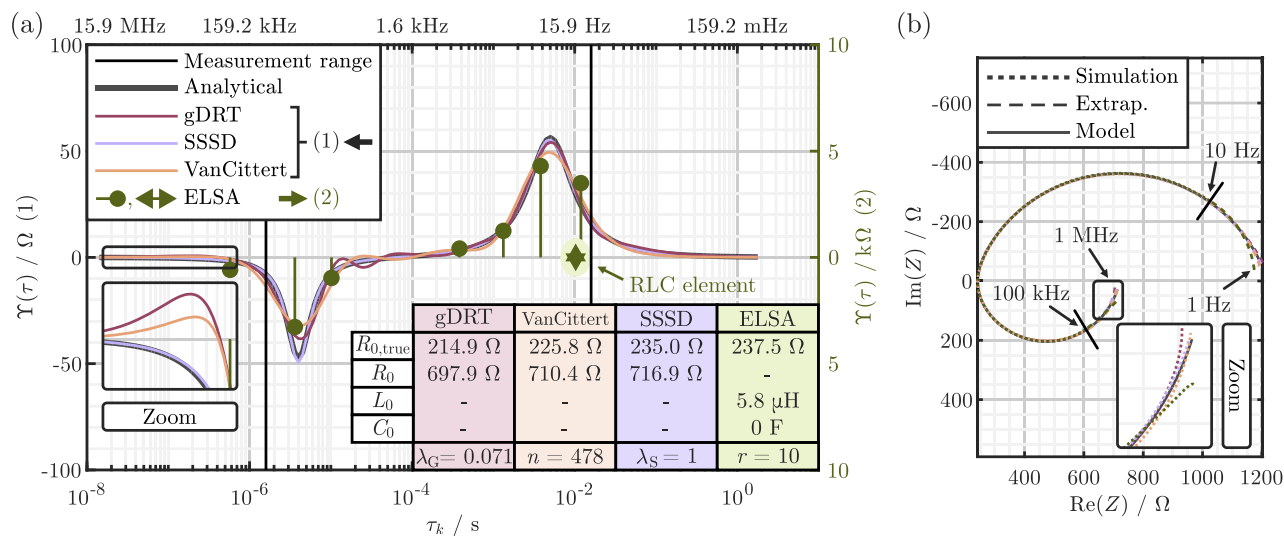 (a)
15.9 MHz 159.2 kHz 1.6 kHz 15.9 Hz 159.2 mHz
Measurement range
Analytical
gDRT
SSSD
VanCittert
(1)
, ELSA (2)
100
50
0
-50
-100
ϒ(τ) / Ω (1)
10
5
0
5
10
ϒ(τ) / kΩ (2)
RLC element
Zoom
gDRT VanCittert SSSD ELSA
R0,true 214.9 Ω 225.8 Ω 235.0 Ω 237.5 Ω
R0 697.9 Ω 710.4 Ω 716.9 Ω -
L0 - - - 5.8 µH
C0 - - - 0 F
λG= 0.071 n = 478 λS = 1 r = 10
10⁻⁸ 10⁻⁶ 10⁻⁴ 10⁻² 10⁰
τk / s
(b)
Simulation
Extrap.
Model
-600
-400
-200
0
200
400
Im(Z) / Ω
10 Hz
1 MHz
100 kHz
1 Hz
Zoom
400 600 800 1000 1200
Re(Z) / Ω